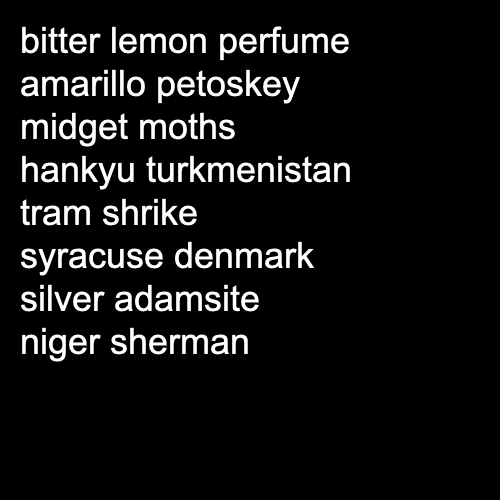 bitter lemon perfume
amarillo petoskey
midget moths
hankyu turkmenistan
tram shrike
syracuse denmark
silver adamsite
niger sherman